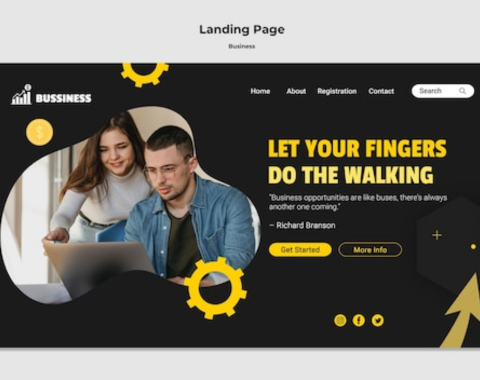 Landing Page
Business
BUSSINESS
Home About Registration Contact Search
LET YOUR FINGERS
DO THE WALKING
"Business opportunities are like buses, there's always
another one coming."
– Richard Branson
Get Started More Info